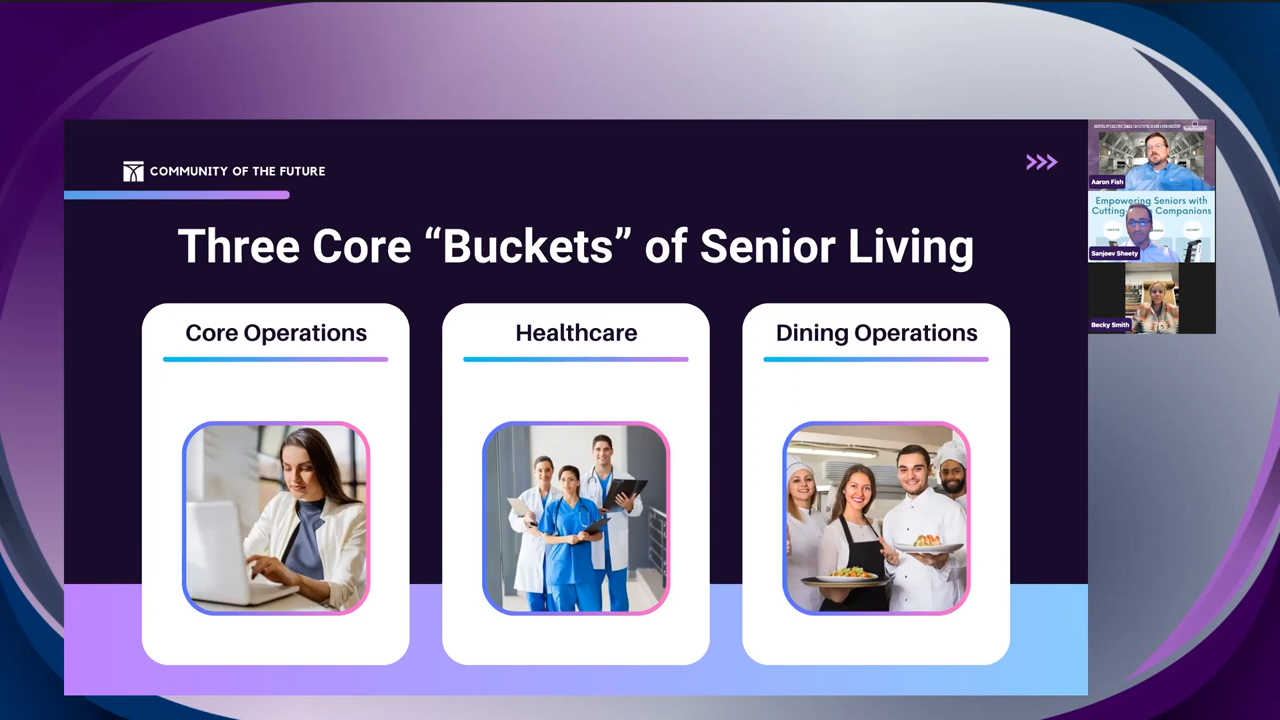 COMMUNITY OF THE FUTURE
Three Core “Buckets” of Senior Living
Core Operations
Healthcare
Dining Operations
Aaron Fish
Empowering Seniors with
Companions
Sanjeev Sheety
Becky Smith